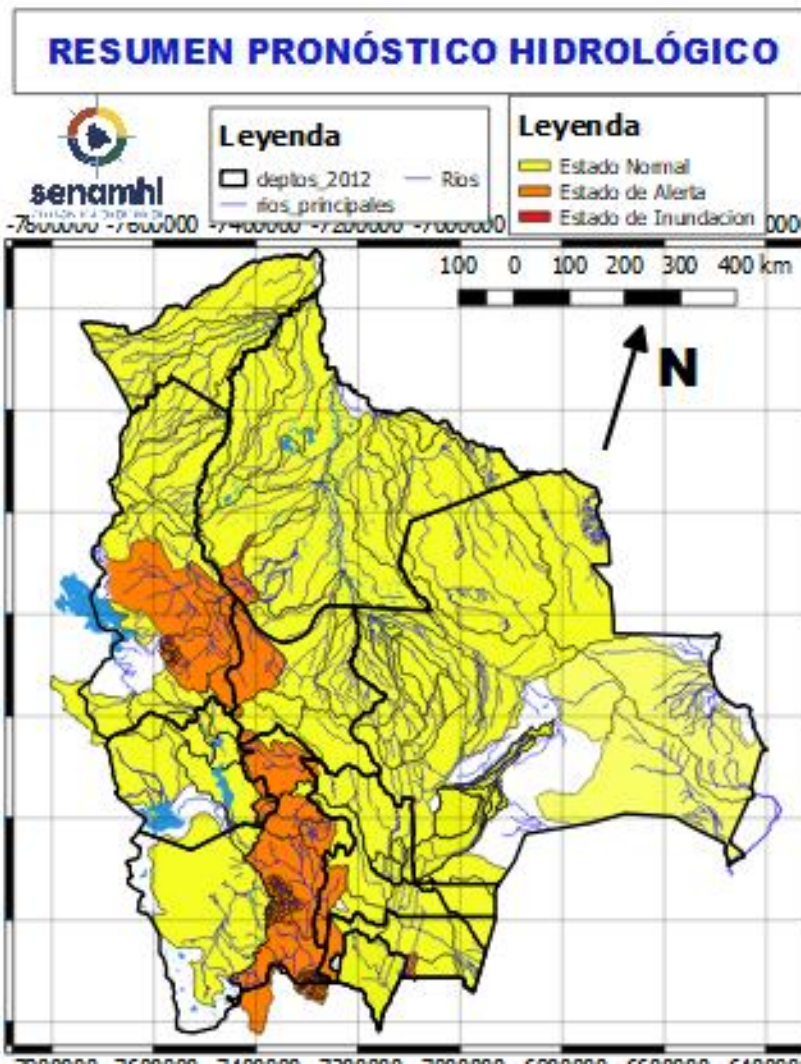 RESUMEN PRONÓSTICO HIDROLÓGICO
senamhi
Leyenda
deptos_2012
Rios
rios_principales
Leyenda
Estado Normal
Estado de Alerta
Estado de Inundacion
-7800000 -7600000 -7400000 -7200000 -7000000
100 0 100 200 300 400 km
N